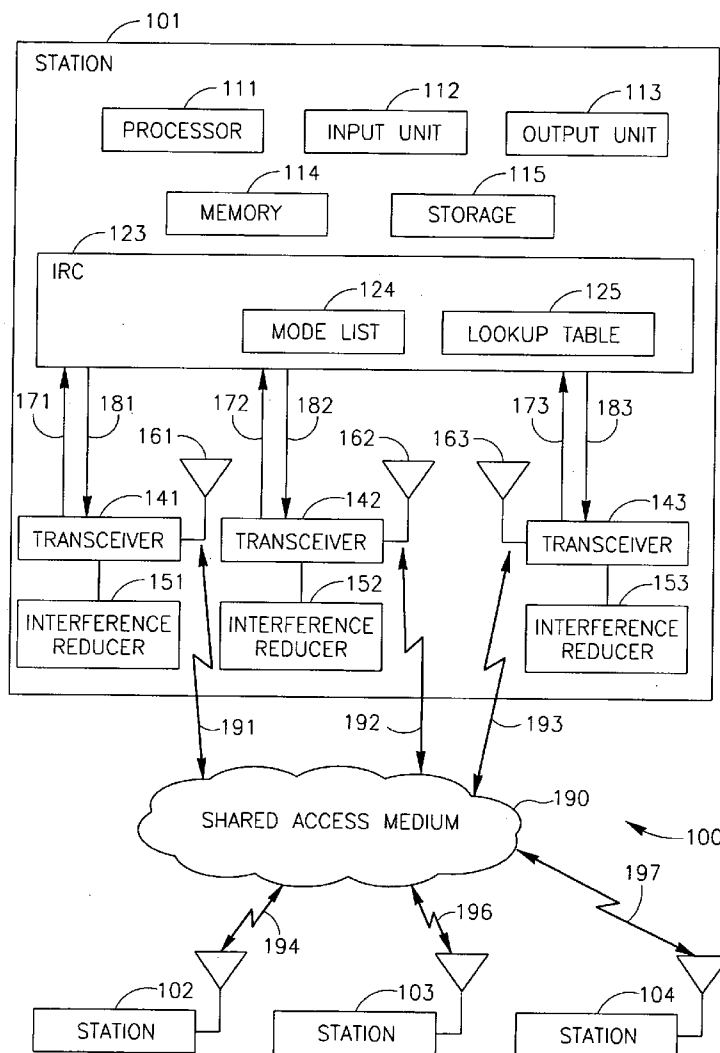 101
STATION
111
112
113
PROCESSOR
INPUT UNIT
OUTPUT UNIT
114
115
MEMORY
STORAGE
123
IRC
124
125
MODE LIST
LOOKUP TABLE
171
181
161
172
182
162
163
173
183
141
142
143
TRANSCEIVER
TRANSCEIVER
TRANSCEIVER
151
152
153
INTERFERENCE
REDUCER
INTERFERENCE
REDUCER
INTERFERENCE
REDUCER
191
192
193
190
SHARED ACCESS MEDIUM
100
197
194
196
102
103
104
STATION
STATION
STATION